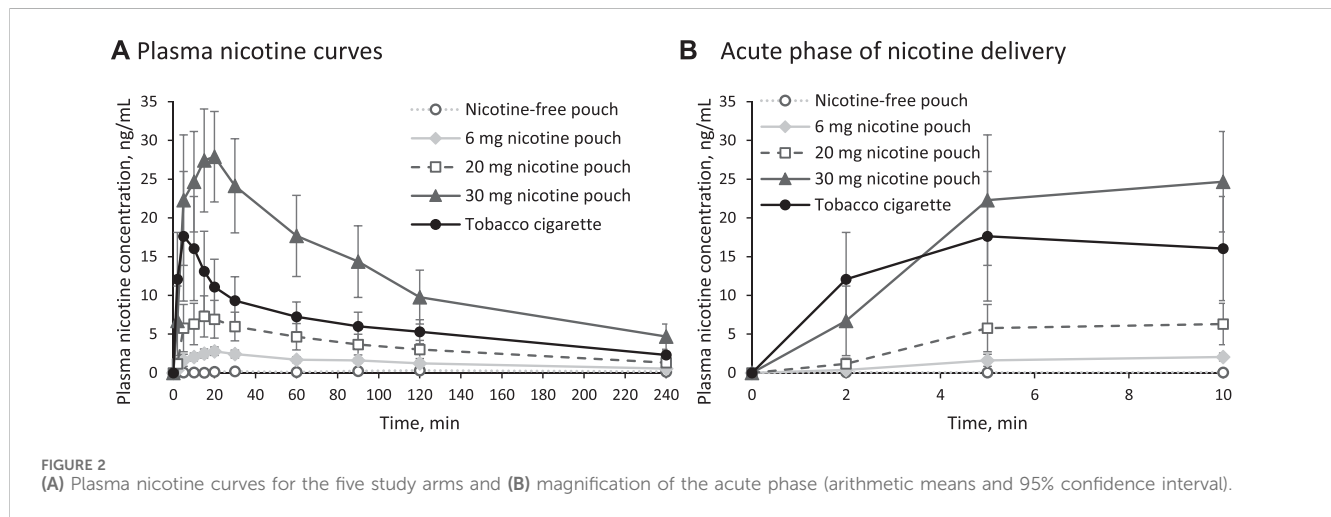 A Plasma nicotine curves
Plasma nicotine concentration, ng/mL
35
30
25
20
15
10
5
0
0 20 40 60 80 100 120 140 160 180 200 220 240
Time, min
Nicotine-free pouch
6 mg nicotine pouch
20 mg nicotine pouch
30 mg nicotine pouch
Tobacco cigarette
B Acute phase of nicotine delivery
Plasma nicotine concentration, ng/mL
35
30
25
20
15
10
5
0
0 2 4 6 8 10
Time, min
Nicotine-free pouch
6 mg nicotine pouch
20 mg nicotine pouch
30 mg nicotine pouch
Tobacco cigarette
FIGURE 2
(A) Plasma nicotine curves for the five study arms and (B) magnification of the acute phase (arithmetic means and 95% confidence interval).